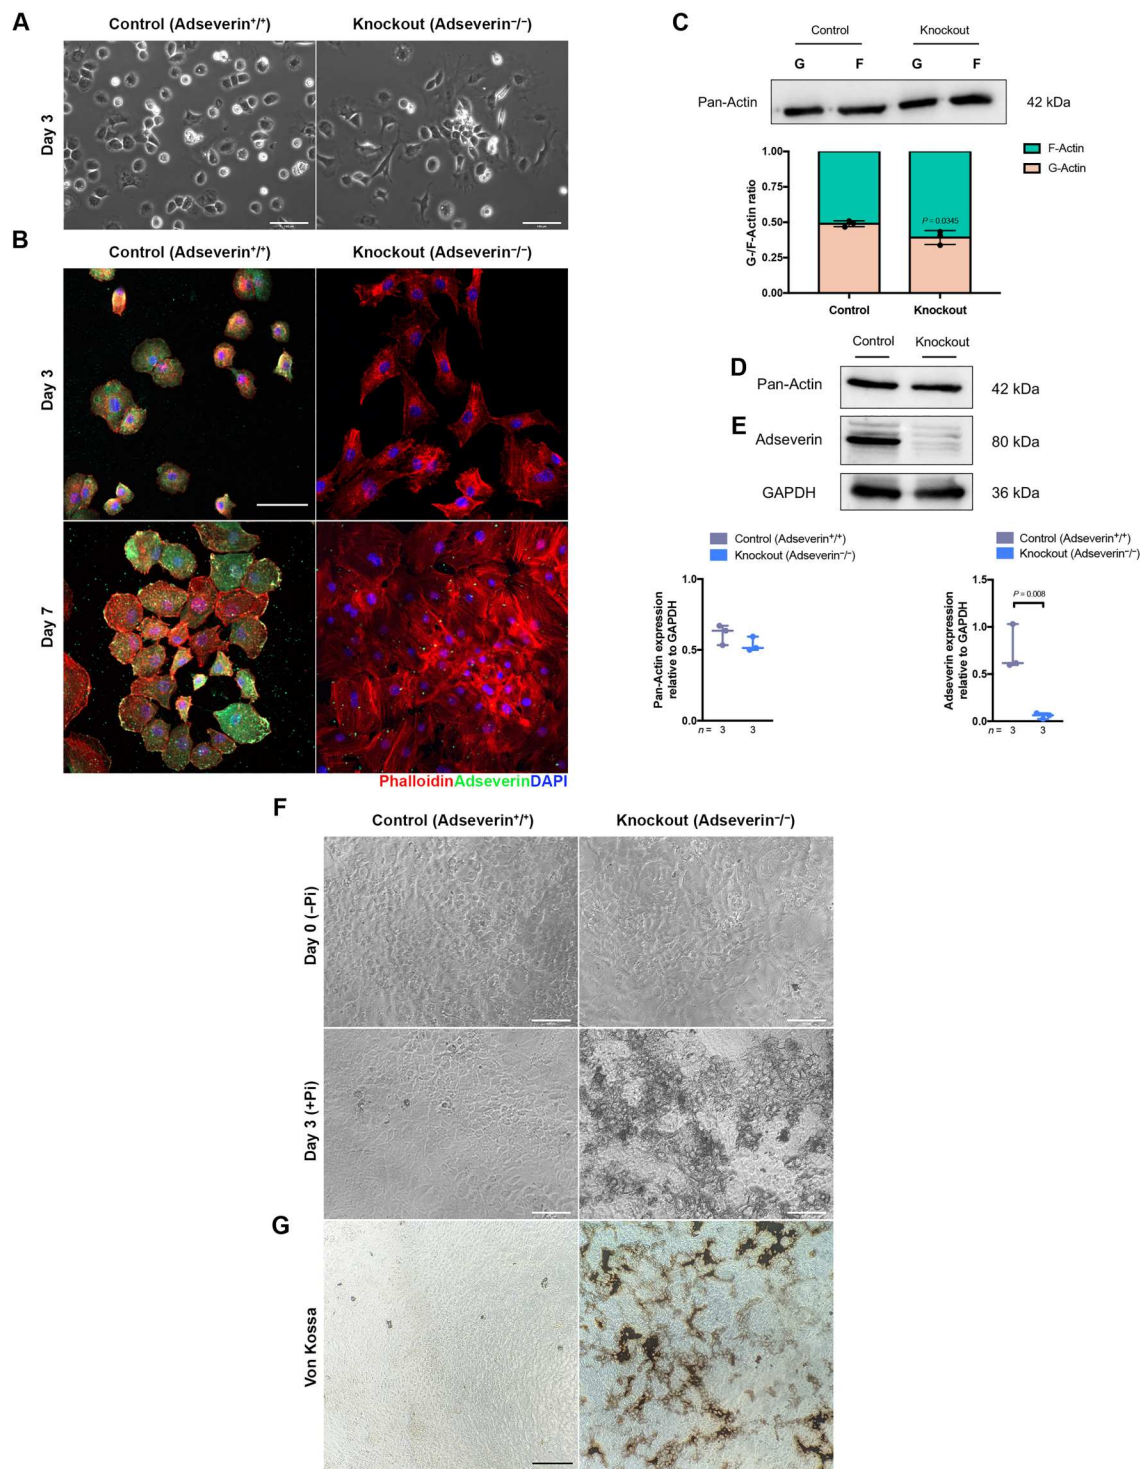 A
Control (Adseverin⁺/⁺)
Knockout (Adseverin⁻/⁻)
Day 3
B
Control (Adseverin⁺/⁺)
Knockout (Adseverin⁻/⁻)
Day 3
Day 7
PhalloidinAdseverinDAPI
C
Control
Knockout
G F G F
Pan-Actin
42 kDa
F-Actin
G-Actin
G-/F-Actin ratio
1.00
0.75
0.50
0.25
0.00
P = 0.0345
Control
Knockout
Control
Knockout
D
Pan-Actin
42 kDa
E
Adseverin
80 kDa
GAPDH
36 kDa
Control (Adseverin⁺/⁺)
Knockout (Adseverin⁻/⁻)
Pan-Actin expression
relative to GAPDH
1.0
0.5
0.0
n = 3 3
Control (Adseverin⁺/⁺)
Knockout (Adseverin⁻/⁻)
Adseverin expression
relative to GAPDH
1.5
1.0
0.5
0.0
P = 0.008
n = 3 3
F
Control (Adseverin⁺/⁺)
Knockout (Adseverin⁻/⁻)
Day 0 (–Pi)
Day 3 (+Pi)
G
Von Kossa